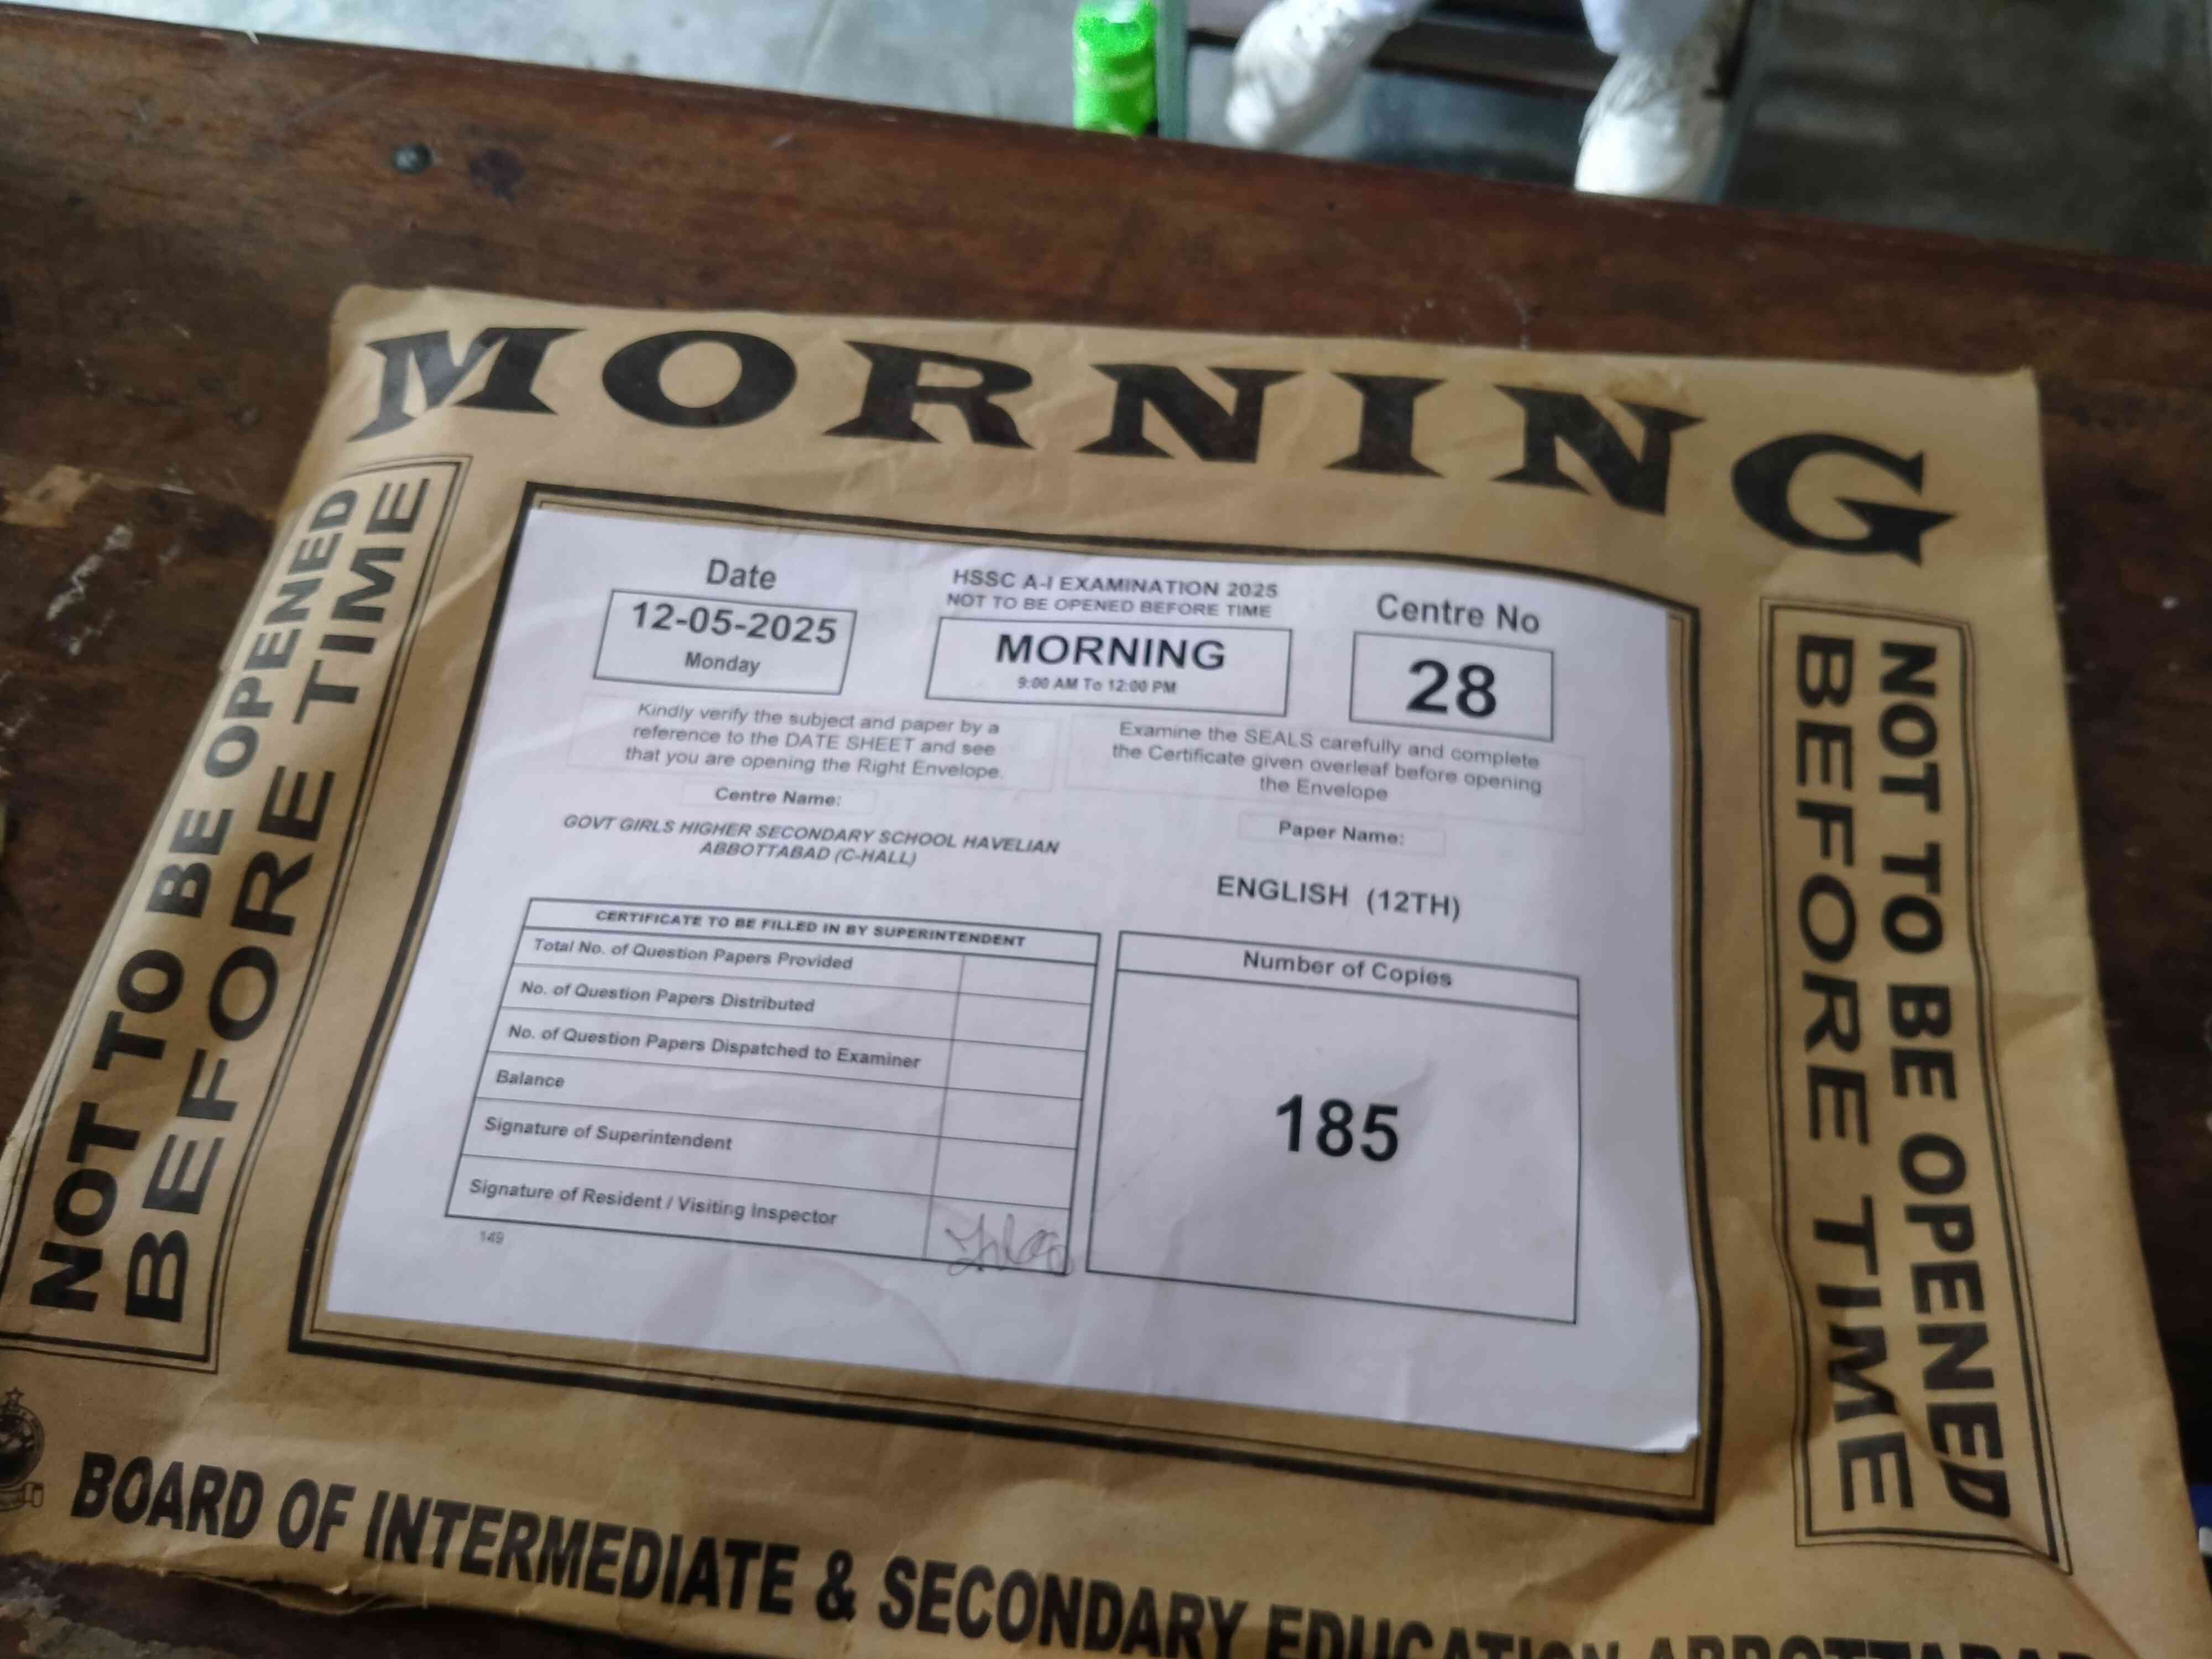 MORNING
NOT TO BE OPENED
BEFORE TIME
Date
12-05-2025
Monday
HSSC A-I EXAMINATION 2025
NOT TO BE OPENED BEFORE TIME
MORNING
9:00 AM To 12:00 PM
Centre No
28
Kindly verify the subject and paper by a
reference to the DATE SHEET and see
that you are opening the Right Envelope.
Examine the SEALS carefully and complete
the Certificate given overleaf before opening
the Envelope
Centre Name:
GOVT GIRLS HIGHER SECONDARY SCHOOL HAVELIAN
ABBOTTABAD (C-HALL)
Paper Name:
ENGLISH (12TH)
CERTIFICATE TO BE FILLED IN BY SUPERINTENDENT
Total No. of Question Papers Provided
No. of Question Papers Distributed
No. of Question Papers Dispatched to Examiner
Balance
Signature of Superintendent
Signature of Resident / Visiting Inspector
149
Number of Copies
185
NOT TO BE OPENED
BEFORE TIME
BOARD OF INTERMEDIATE & SECONDARY EDUCATION ABBOTTABAD